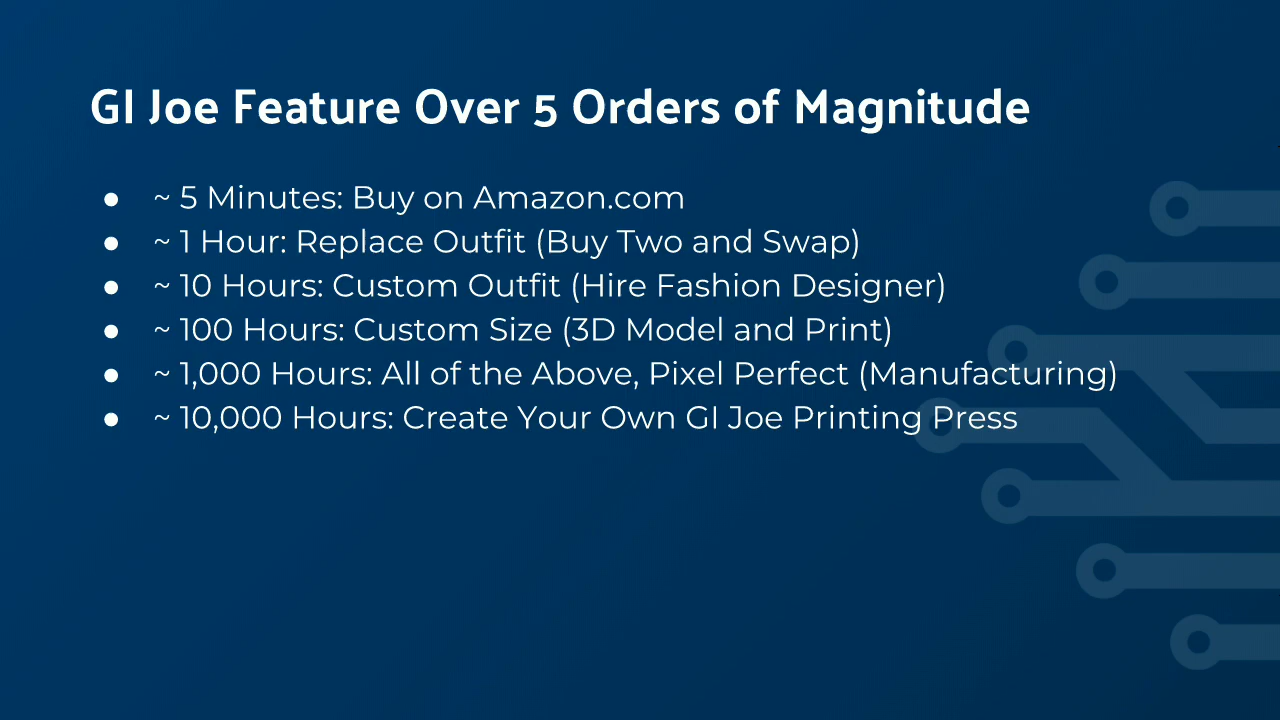 GI Joe Feature Over 5 Orders of Magnitude
● ~ 5 Minutes: Buy on Amazon.com
● ~ 1 Hour: Replace Outfit (Buy Two and Swap)
● ~ 10 Hours: Custom Outfit (Hire Fashion Designer)
● ~ 100 Hours: Custom Size (3D Model and Print)
● ~ 1,000 Hours: All of the Above, Pixel Perfect (Manufacturing)
● ~ 10,000 Hours: Create Your Own GI Joe Printing Press